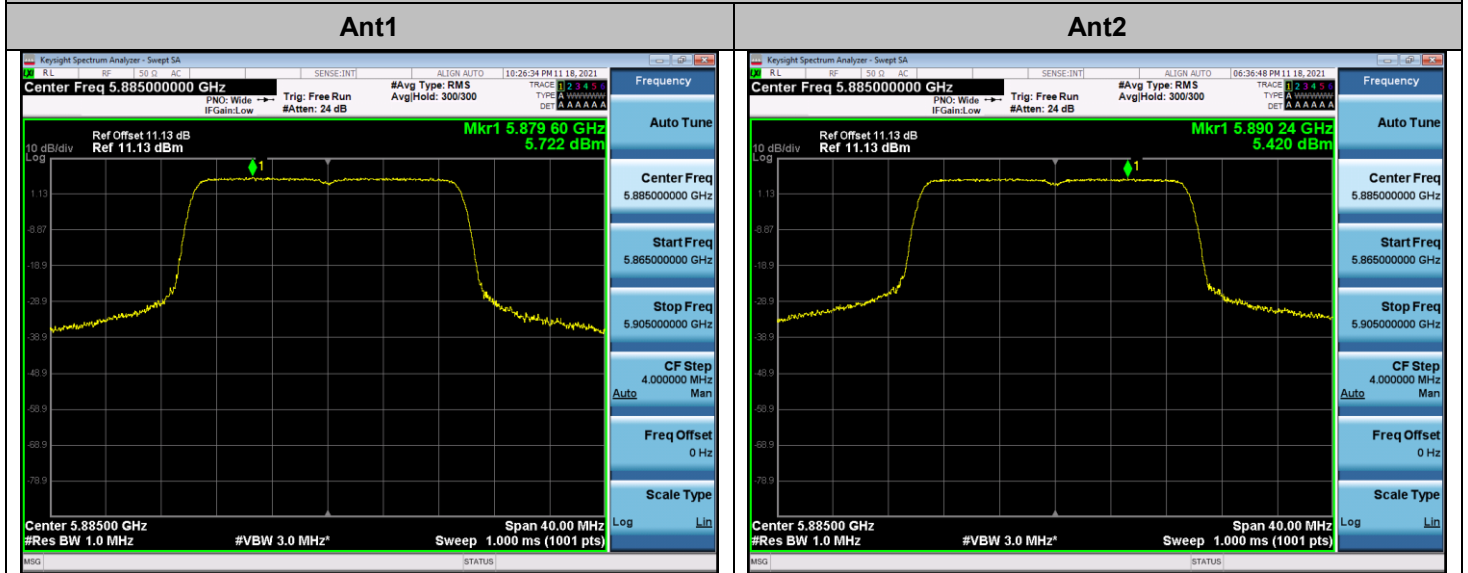 Ant1
Keysight Spectrum Analyzer - Swept SA
RL RF 50 Ω AC SENSE:INT ALIGN AUTO 10:26:34 PM 11 18, 2021
Center Freq 5.885000000 GHz
PNO: Wide
IFGain:Low
Trig: Free Run
#Atten: 24 dB
#Avg Type: RMS
Avg|Hold: 300/300
TRACE 1 2 3 4 5 6
TYPE A WWWWW
DET A A A A A A
Mkr1 5.879 60 GHz
5.722 dBm
Ref Offset 11.13 dB
10 dB/div Ref 11.13 dBm
Log
1
1.13
-8.87
-18.9
-28.9
-38.9
-48.9
-58.9
-68.9
-78.9
Center 5.88500 GHz Span 40.00 MHz
#Res BW 1.0 MHz #VBW 3.0 MHz* Sweep 1.000 ms (1001 pts)
MSG STATUS
Frequency
Auto Tune
Center Freq
5.885000000 GHz
Start Freq
5.865000000 GHz
Stop Freq
5.905000000 GHz
CF Step
4.000000 MHz
Auto Man
Freq Offset
0 Hz
Scale Type
Log Lin
Ant2
Keysight Spectrum Analyzer - Swept SA
RL RF 50 Ω AC SENSE:INT ALIGN AUTO 06:36:48 PM 11 18, 2021
Center Freq 5.885000000 GHz
PNO: Wide
IFGain:Low
Trig: Free Run
#Atten: 24 dB
#Avg Type: RMS
Avg|Hold: 300/300
TRACE 1 2 3 4 5 6
TYPE A WWWWW
DET A A A A A A
Mkr1 5.890 24 GHz
5.420 dBm
Ref Offset 11.13 dB
10 dB/div Ref 11.13 dBm
Log
1
1.13
-8.87
-18.9
-28.9
-38.9
-48.9
-58.9
-68.9
-78.9
Center 5.88500 GHz Span 40.00 MHz
#Res BW 1.0 MHz #VBW 3.0 MHz* Sweep 1.000 ms (1001 pts)
MSG STATUS
Frequency
Auto Tune
Center Freq
5.885000000 GHz
Start Freq
5.865000000 GHz
Stop Freq
5.905000000 GHz
CF Step
4.000000 MHz
Auto Man
Freq Offset
0 Hz
Scale Type
Log Lin